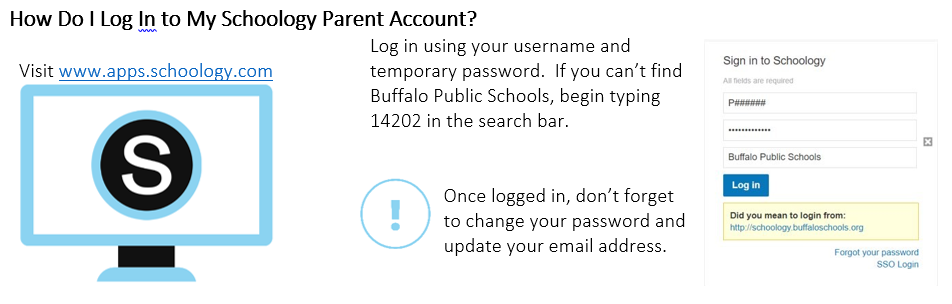 How Do I Log In to My Schoology Parent Account?
Visit www.apps.schoology.com
S
Log in using your username and
temporary password.  If you can't find
Buffalo Public Schools, begin typing
14202 in the search bar.
!
Once logged in, don't forget
to change your password and
update your email address.
Sign in to Schoology
All fields are required
P######
•••••••••••••
Buffalo Public Schools
Log in
Did you mean to login from:
http://schoology.buffaloschools.org
Forgot your password
SSO Login